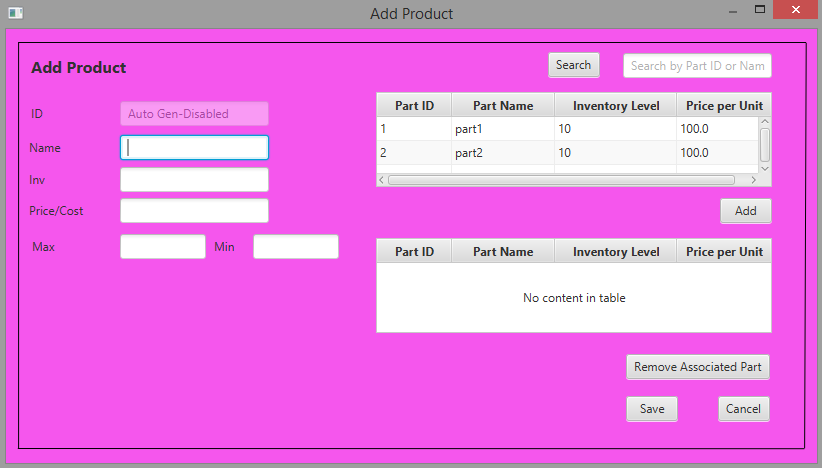 Add Product
Add Product
Search
Search by Part ID or Nam
ID
Auto Gen-Disabled
Name
Inv
Price/Cost
Max
Min
Part ID Part Name Inventory Level Price per Unit
1 part1 10 100.0
2 part2 10 100.0
Add
Part ID Part Name Inventory Level Price per Unit
No content in table
Remove Associated Part
Save
Cancel